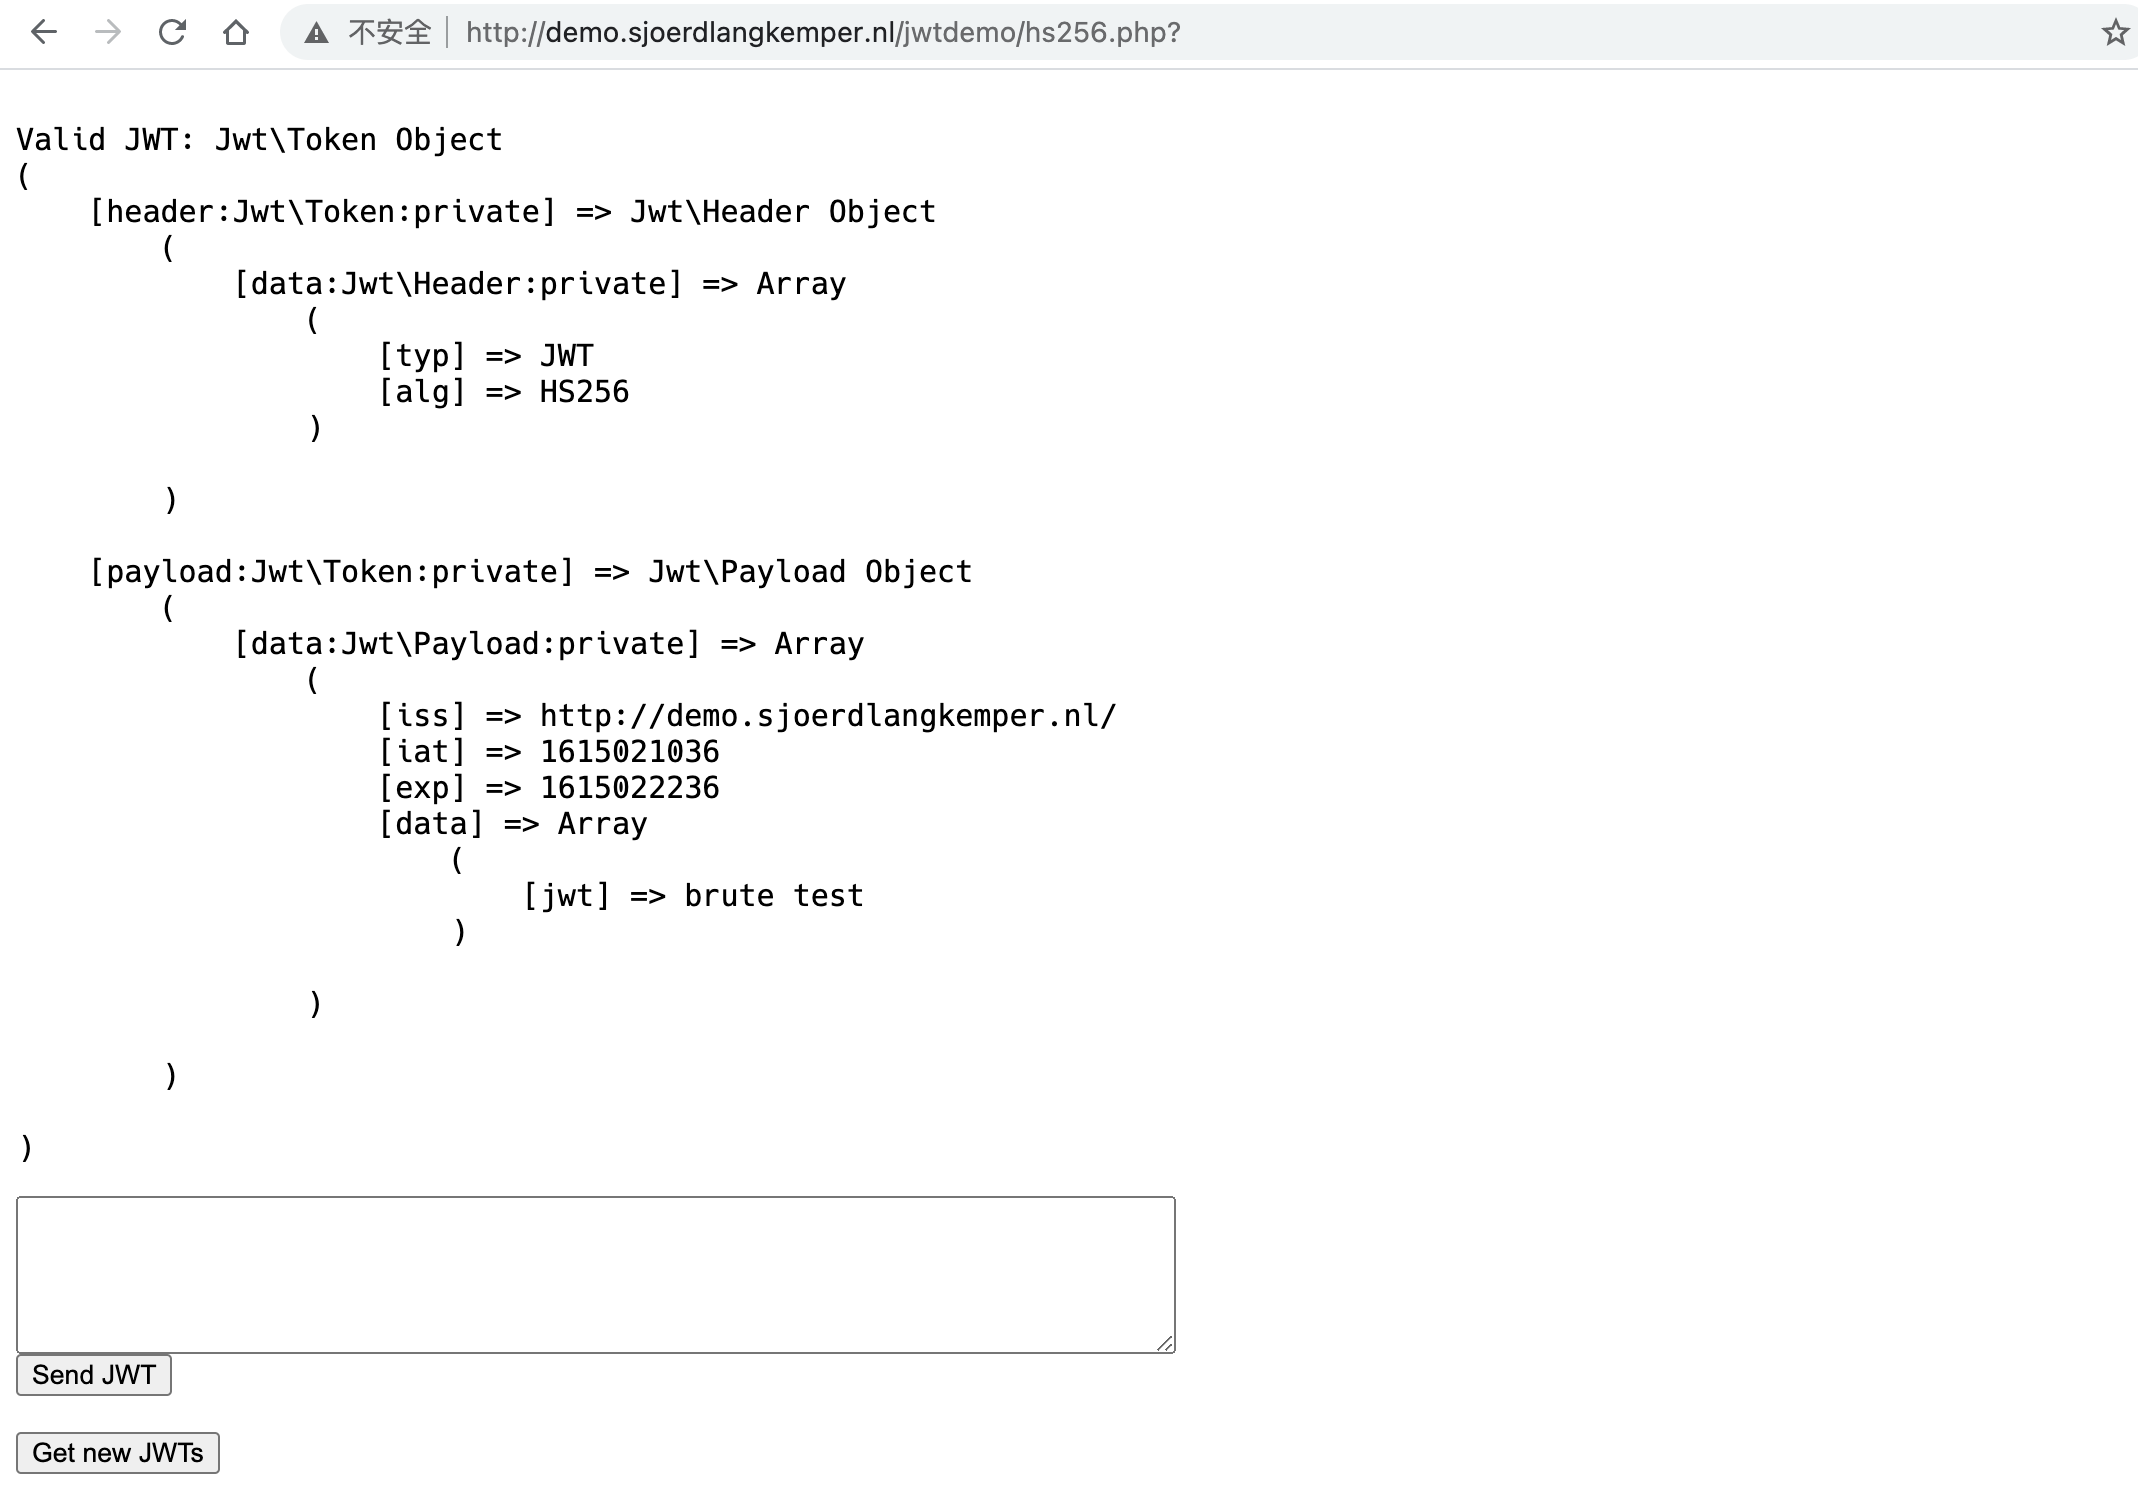 不安全 http://demo.sjoerdlangkemper.nl/jwtdemo/hs256.php?
Valid JWT: Jwt\Token Object
(
    [header:Jwt\Token:private] => Jwt\Header Object
        (
            [data:Jwt\Header:private] => Array
                (
                    [typ] => JWT
                    [alg] => HS256
                )

        )

    [payload:Jwt\Token:private] => Jwt\Payload Object
        (
            [data:Jwt\Payload:private] => Array
                (
                    [iss] => http://demo.sjoerdlangkemper.nl/
                    [iat] => 1615021036
                    [exp] => 1615022236
                    [data] => Array
                        (
                            [jwt] => brute test
                        )

                )

        )

)
Send JWT
Get new JWTs